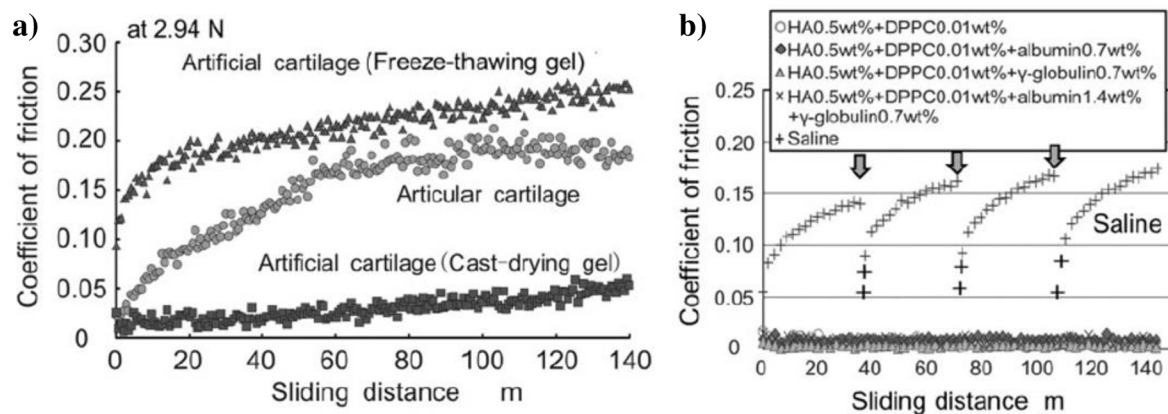 a)
at 2.94 N
0.30
0.25
0.20
0.15
0.10
0.05
0
Coefficient of friction
Artificial cartilage (Freeze-thawing gel)
Articular cartilage
Artificial cartilage (Cast-drying gel)
0 20 40 60 80 100 120 140
Sliding distance m
b)
HA0.5wt%+DPPC0.01wt%
HA0.5wt%+DPPC0.01wt%+albumin0.7wt%
HA0.5wt%+DPPC0.01wt%+γ-globulin0.7wt%
HA0.5wt%+DPPC0.01wt%+albumin1.4wt%
+γ-globulin0.7wt%
Saline
0.25
0.20
0.15
0.10
0.05
0
Coefficient of friction
Saline
0 20 40 60 80 100 120 140
Sliding distance m